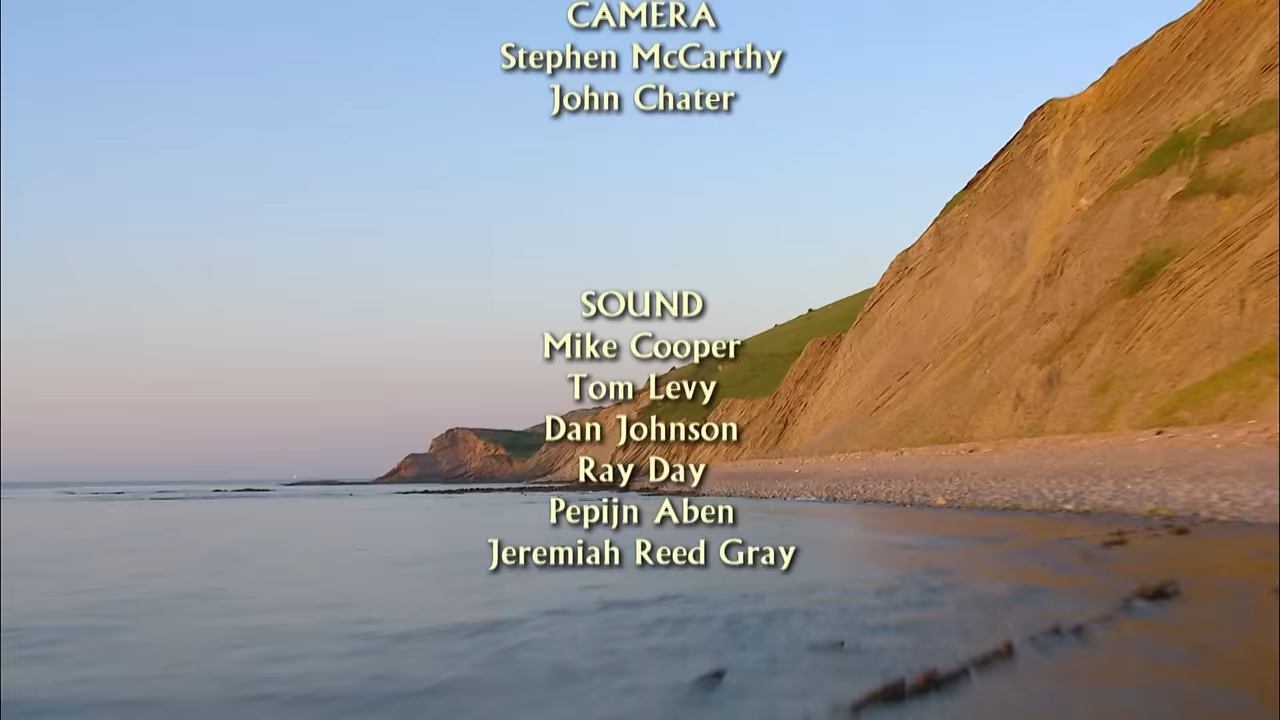 CAMERA
Stephen McCarthy
John Chater
SOUND
Mike Cooper
Tom Levy
Dan Johnson
Ray Day
Pepijn Aben
Jeremiah Reed Gray